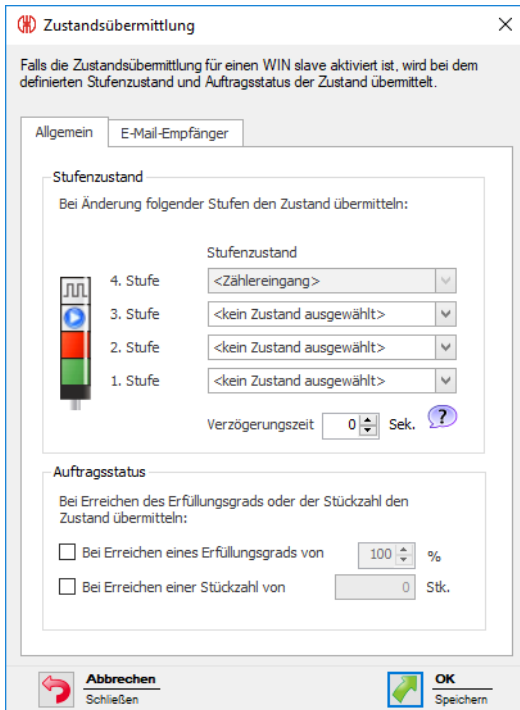 Zustandsübermittlung
Falls die Zustandsübermittlung für einen WIN slave aktiviert ist, wird bei dem
definierten Stufenzustand und Auftragsstatus der Zustand übermittelt.
Allgemein
E-Mail-Empfänger
Stufenzustand
Bei Änderung folgender Stufen den Zustand übermitteln:
Stufenzustand
4. Stufe <Zählereingang>
3. Stufe <kein Zustand ausgewählt>
2. Stufe <kein Zustand ausgewählt>
1. Stufe <kein Zustand ausgewählt>
Verzögerungszeit 0 Sek. ?
Auftragsstatus
Bei Erreichen des Erfüllungsgrads oder der Stückzahl den
Zustand übermitteln:
Bei Erreichen eines Erfüllungsgrads von 100 %
Bei Erreichen einer Stückzahl von 0 Stk.
Abbrechen
Schließen
OK
Speichern